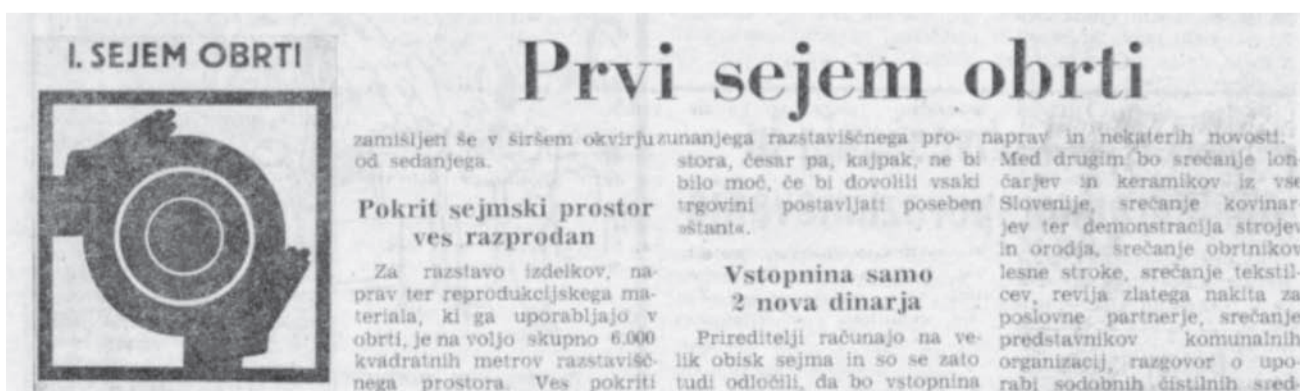 I. SEJEM OBRTI
Prvi sejem obrti
zamišljen še v širšem okvirju
od sedanjega.
Pokrit sejmski prostor
ves razprodan
Za razstavo izdelkov, na-
prav ter reprodukcijskega ma-
teriala, ki ga uporabljajo v
obrti, je na voljo skupno 6.000
kvadratnih metrov razstavišč-
nega prostora. Ves pokriti
zunanjega razstaviščnega pro-
stora, česar pa, kajpak, ne bi
bilo moč, če bi dovolili vsaki
trgovini postavljati poseben
»štant«.
Vstopnina samo
2 nova dinarja
Prireditelji računajo na ve-
lik obisk sejma in so se zato
tudi odločili, da bo vstopnina
naprav in nekaterih novosti.
Med drugim bo srečanje lon-
čarjev in keramikov iz vse
Slovenije, srečanje kovinar-
jev ter demonstracija strojev
in orodja, srečanje obrtnikov
lesne stroke, srečanje tekstil-
cev, revija zlatega nakita za
poslovne partnerje, srečanje
predstavnikov komunalnih
organizacij, razgovor o upo-
rabi sodobnih čistilnih sred-